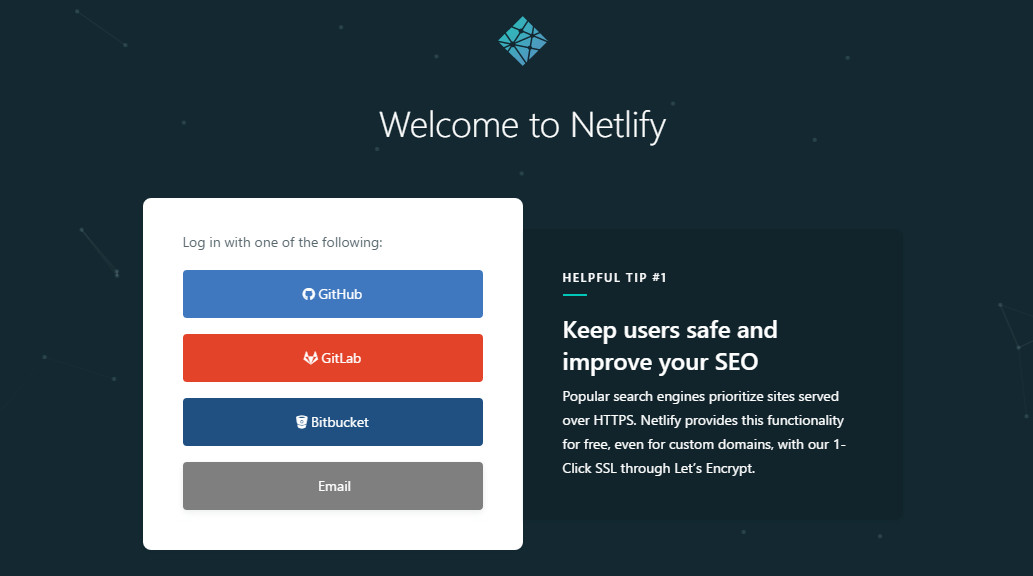 Welcome to Netlify
Log in with one of the following:
GitHub
GitLab
Bitbucket
Email
HELPFUL TIP #1
Keep users safe and
improve your SEO
Popular search engines prioritize sites served
over HTTPS. Netlify provides this functionality
for free, even for custom domains, with our 1-
Click SSL through Let’s Encrypt.